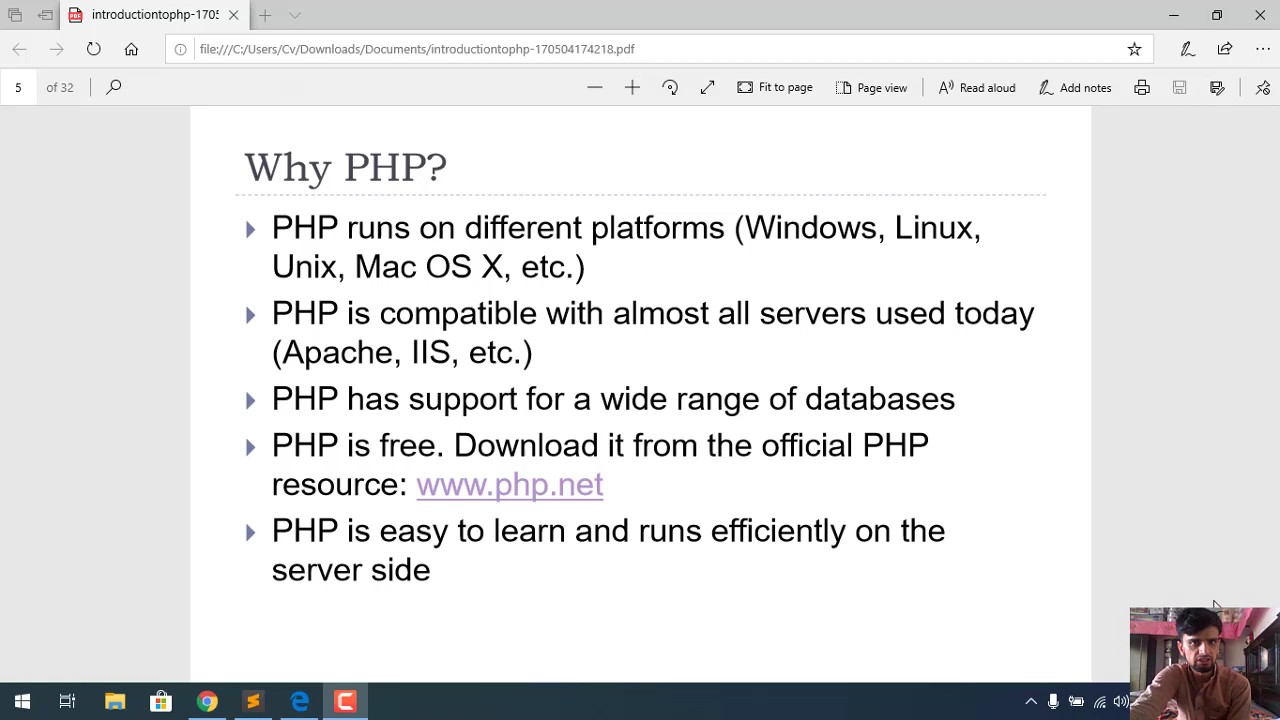 introductiontophp-1705
file:///C:/Users/Cv/Downloads/Documents/introductiontophp-170504174218.pdf
5 of 32
Fit to page
Page view
Read aloud
Add notes
Why PHP?
PHP runs on different platforms (Windows, Linux,
Unix, Mac OS X, etc.)
PHP is compatible with almost all servers used today
(Apache, IIS, etc.)
PHP has support for a wide range of databases
PHP is free. Download it from the official PHP
resource: www.php.net
PHP is easy to learn and runs efficiently on the
server side